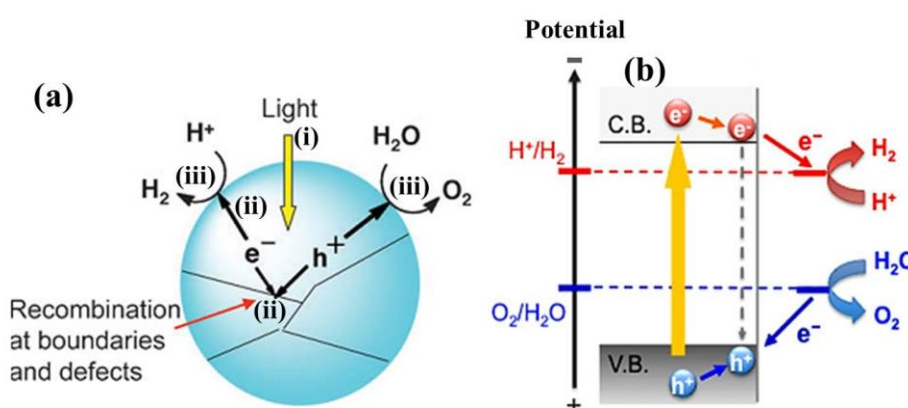 (a)
Light
(i)
H⁺
H₂O
(iii)
(iii)
H₂
(ii)
O₂
e⁻
h⁺
(ii)
Recombination
at boundaries
and defects
Potential
(b)
−
C.B.
e⁻
e⁻
e⁻
H⁺/H₂
H₂
H⁺
O₂/H₂O
H₂O
O₂
e⁻
V.B.
h⁺
h⁺
+